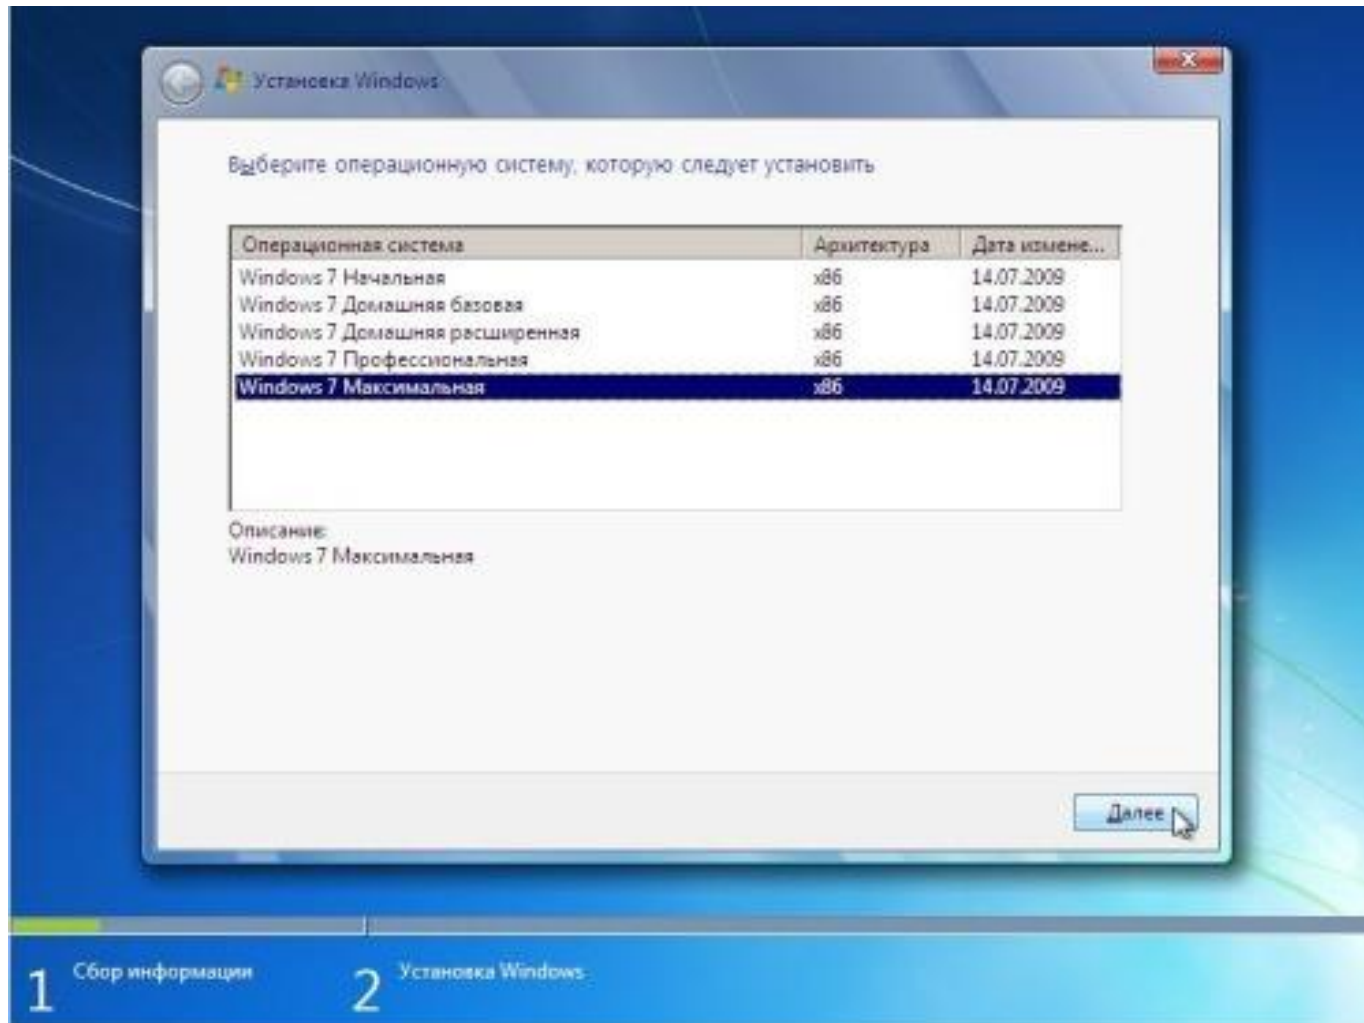 Установка Windows
Выберите операционную систему, которую следует установить
Операционная система Архитектура Дата измене...
Windows 7 Начальная x86 14.07.2009
Windows 7 Домашняя базовая x86 14.07.2009
Windows 7 Домашняя расширенная x86 14.07.2009
Windows 7 Профессиональная x86 14.07.2009
Windows 7 Максимальная x86 14.07.2009
Описание:
Windows 7 Максимальная
Далее
1 Сбор информации 2 Установка Windows